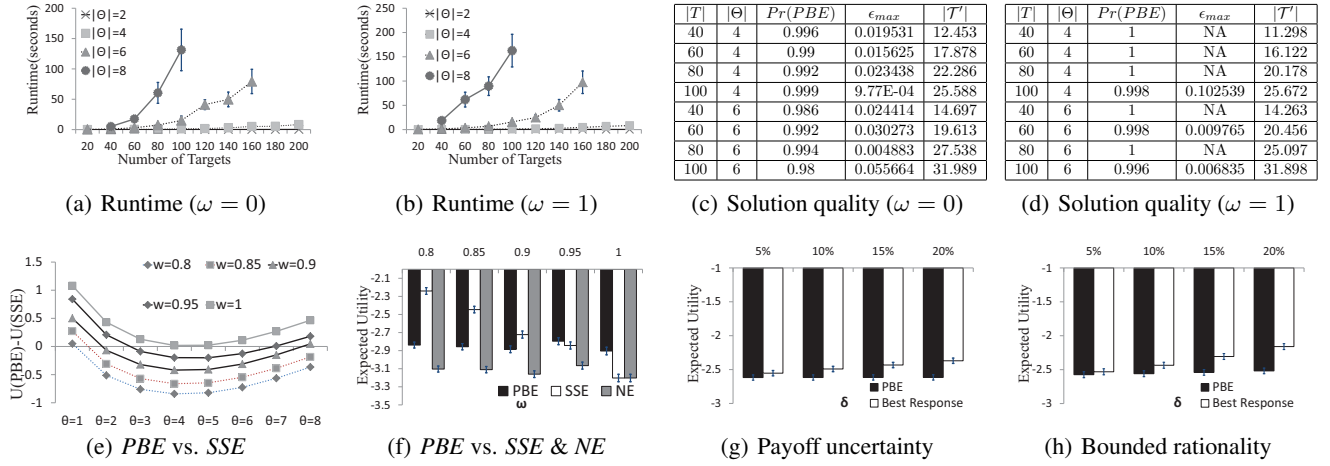 Runtime(seconds)
250
200
150
100
50
0
|Θ|=2
|Θ|=4
|Θ|=6
|Θ|=8
20 40 60 80 100 120 140 160 180 200
Number of Targets
(a) Runtime (ω = 0)
Runtime(seconds)
250
200
150
100
50
0
|Θ|=2
|Θ|=4
|Θ|=6
|Θ|=8
20 40 60 80 100 120 140 160 180 200
Number of Targets
(b) Runtime (ω = 1)
|T| |Θ| Pr(PBE) ϵmax |𝒯′|
40 4 0.996 0.019531 12.453
60 4 0.99 0.015625 17.878
80 4 0.992 0.023438 22.286
100 4 0.999 9.77E-04 25.588
40 6 0.986 0.024414 14.697
60 6 0.992 0.030273 19.613
80 6 0.994 0.004883 27.538
100 6 0.98 0.055664 31.989
(c) Solution quality (ω = 0)
|T| |Θ| Pr(PBE) ϵmax |𝒯′|
40 4 1 NA 11.298
60 4 1 NA 16.122
80 4 1 NA 20.178
100 4 0.998 0.102539 25.672
40 6 1 NA 14.263
60 6 0.998 0.009765 20.456
80 6 1 NA 25.097
100 6 0.996 0.006835 31.898
(d) Solution quality (ω = 1)
U(PBE)-U(SSE)
1.5
1
0.5
0
-0.5
-1
w=0.8 w=0.85 w=0.9
w=0.95 w=1
θ=1 θ=2 θ=3 θ=4 θ=5 θ=6 θ=7 θ=8
(e) PBE vs. SSE
0.8 0.85 0.9 0.95 1
Expected Utility
-2.1
-2.3
-2.5
-2.7
-2.9
-3.1
-3.3
-3.5
PBE SSE NE
ω
(f) PBE vs. SSE & NE
5% 10% 15% 20%
Expected Utility
-1
-1.5
-2
-2.5
-3
PBE
δ Best Response
(g) Payoff uncertainty
5% 10% 15% 20%
Expected Utility
-1
-1.5
-2
-2.5
-3
PBE
δ Best Response
(h) Bounded rationality